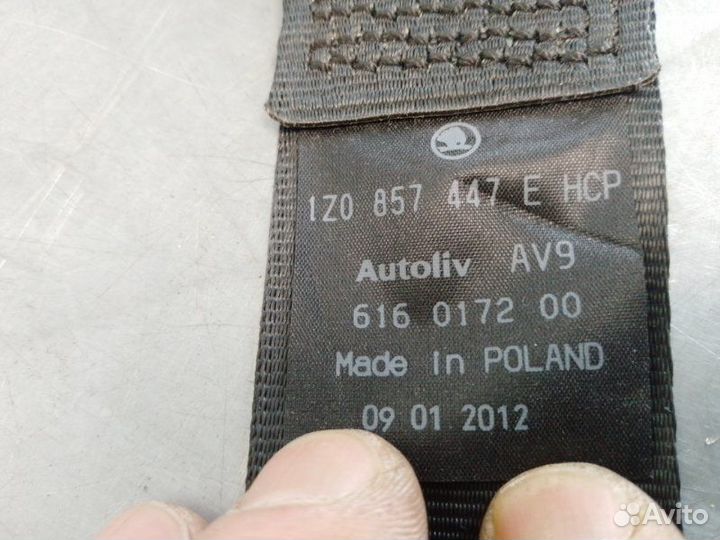 1Z0 857 447 E HCP
Autoliv AV9
616 0172 00
Made in POLAND
09 01 2012
Avito